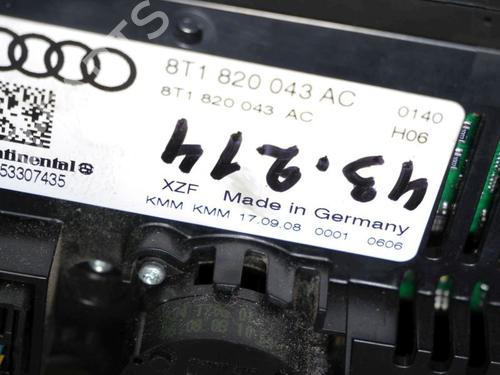 8T1 820 043 AC
8T1 820 043 AC
0140
H06
ontinental
53307435
43.214
XZF Made in Germany
KMM KMM 17.09.08 0001 0606